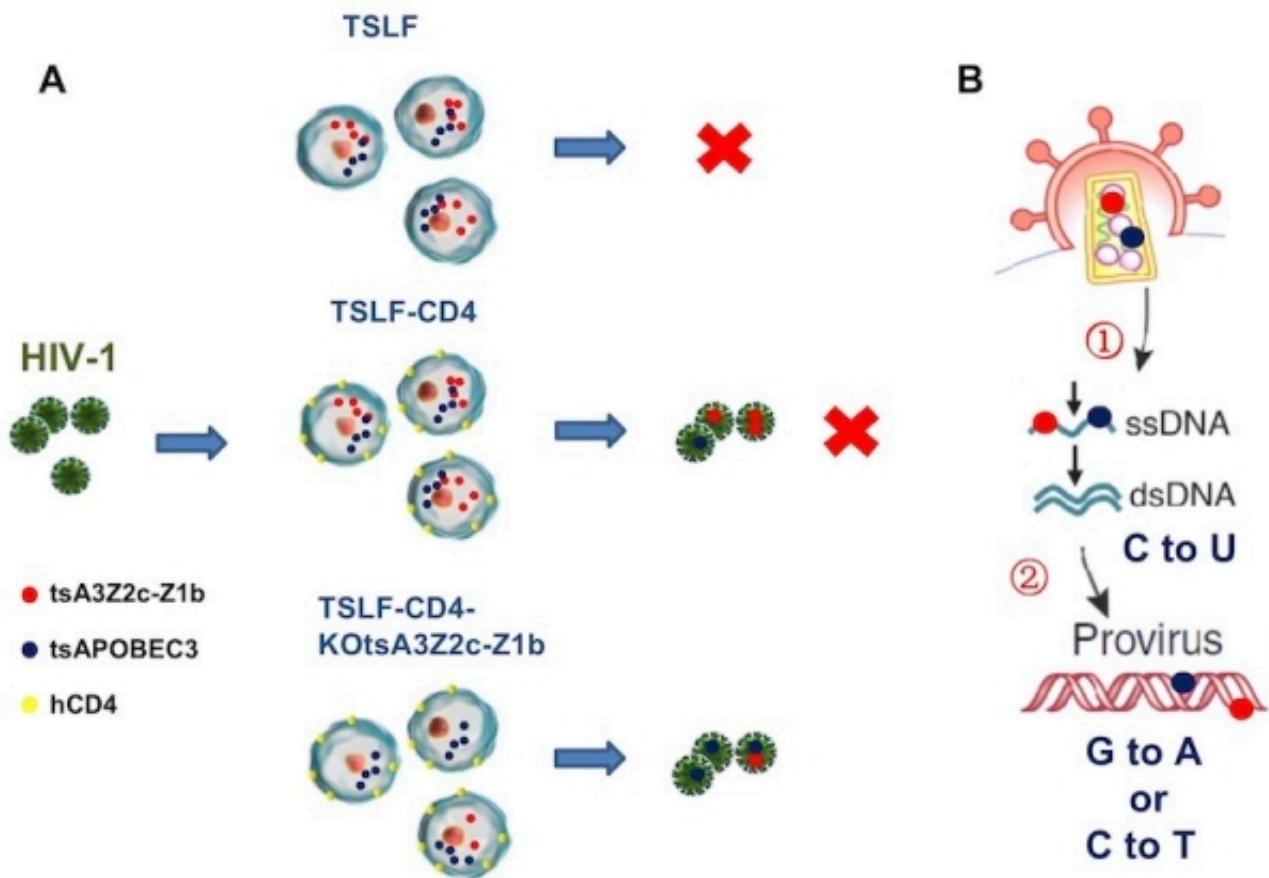 A
TSLF
TSLF-CD4
HIV-1
tsA3Z2c-Z1b
tsAPOBEC3
hCD4
TSLF-CD4-
KOtsA3Z2c-Z1b
B
①
ssDNA
dsDNA
C to U
②
Provirus
G to A
or
C to T